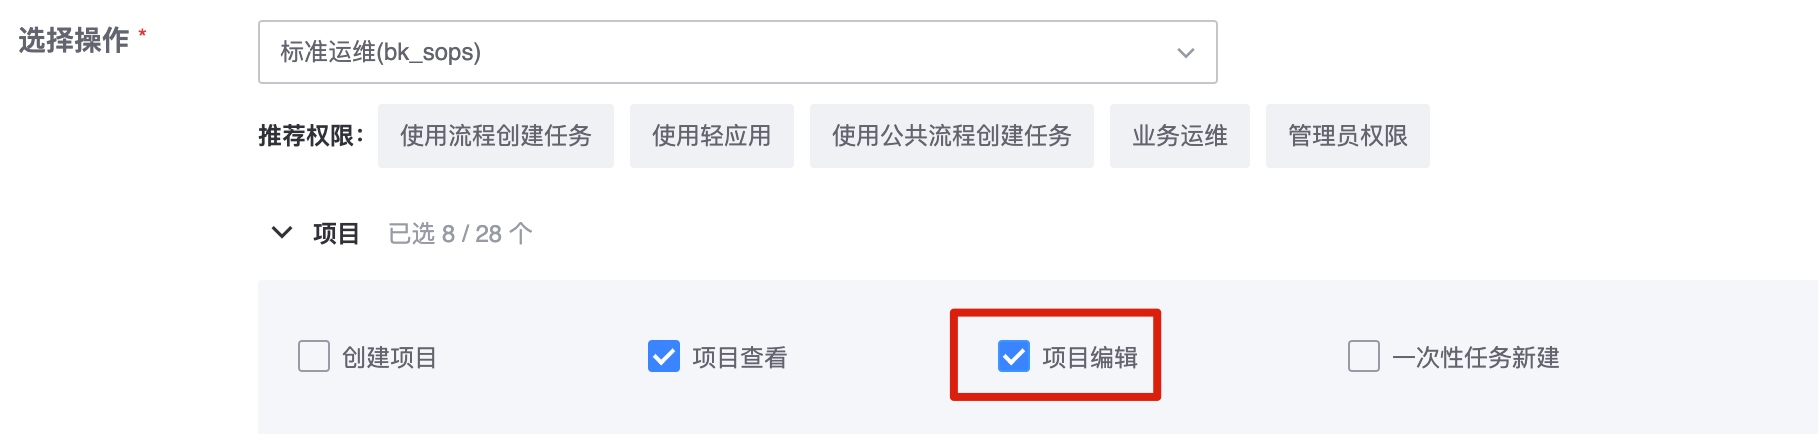 选择操作 *
标准运维(bk_sops)
推荐权限： 使用流程创建任务 使用轻应用 使用公共流程创建任务 业务运维 管理员权限
项目 已选 8 / 28 个
创建项目 项目查看 项目编辑 一次性任务新建